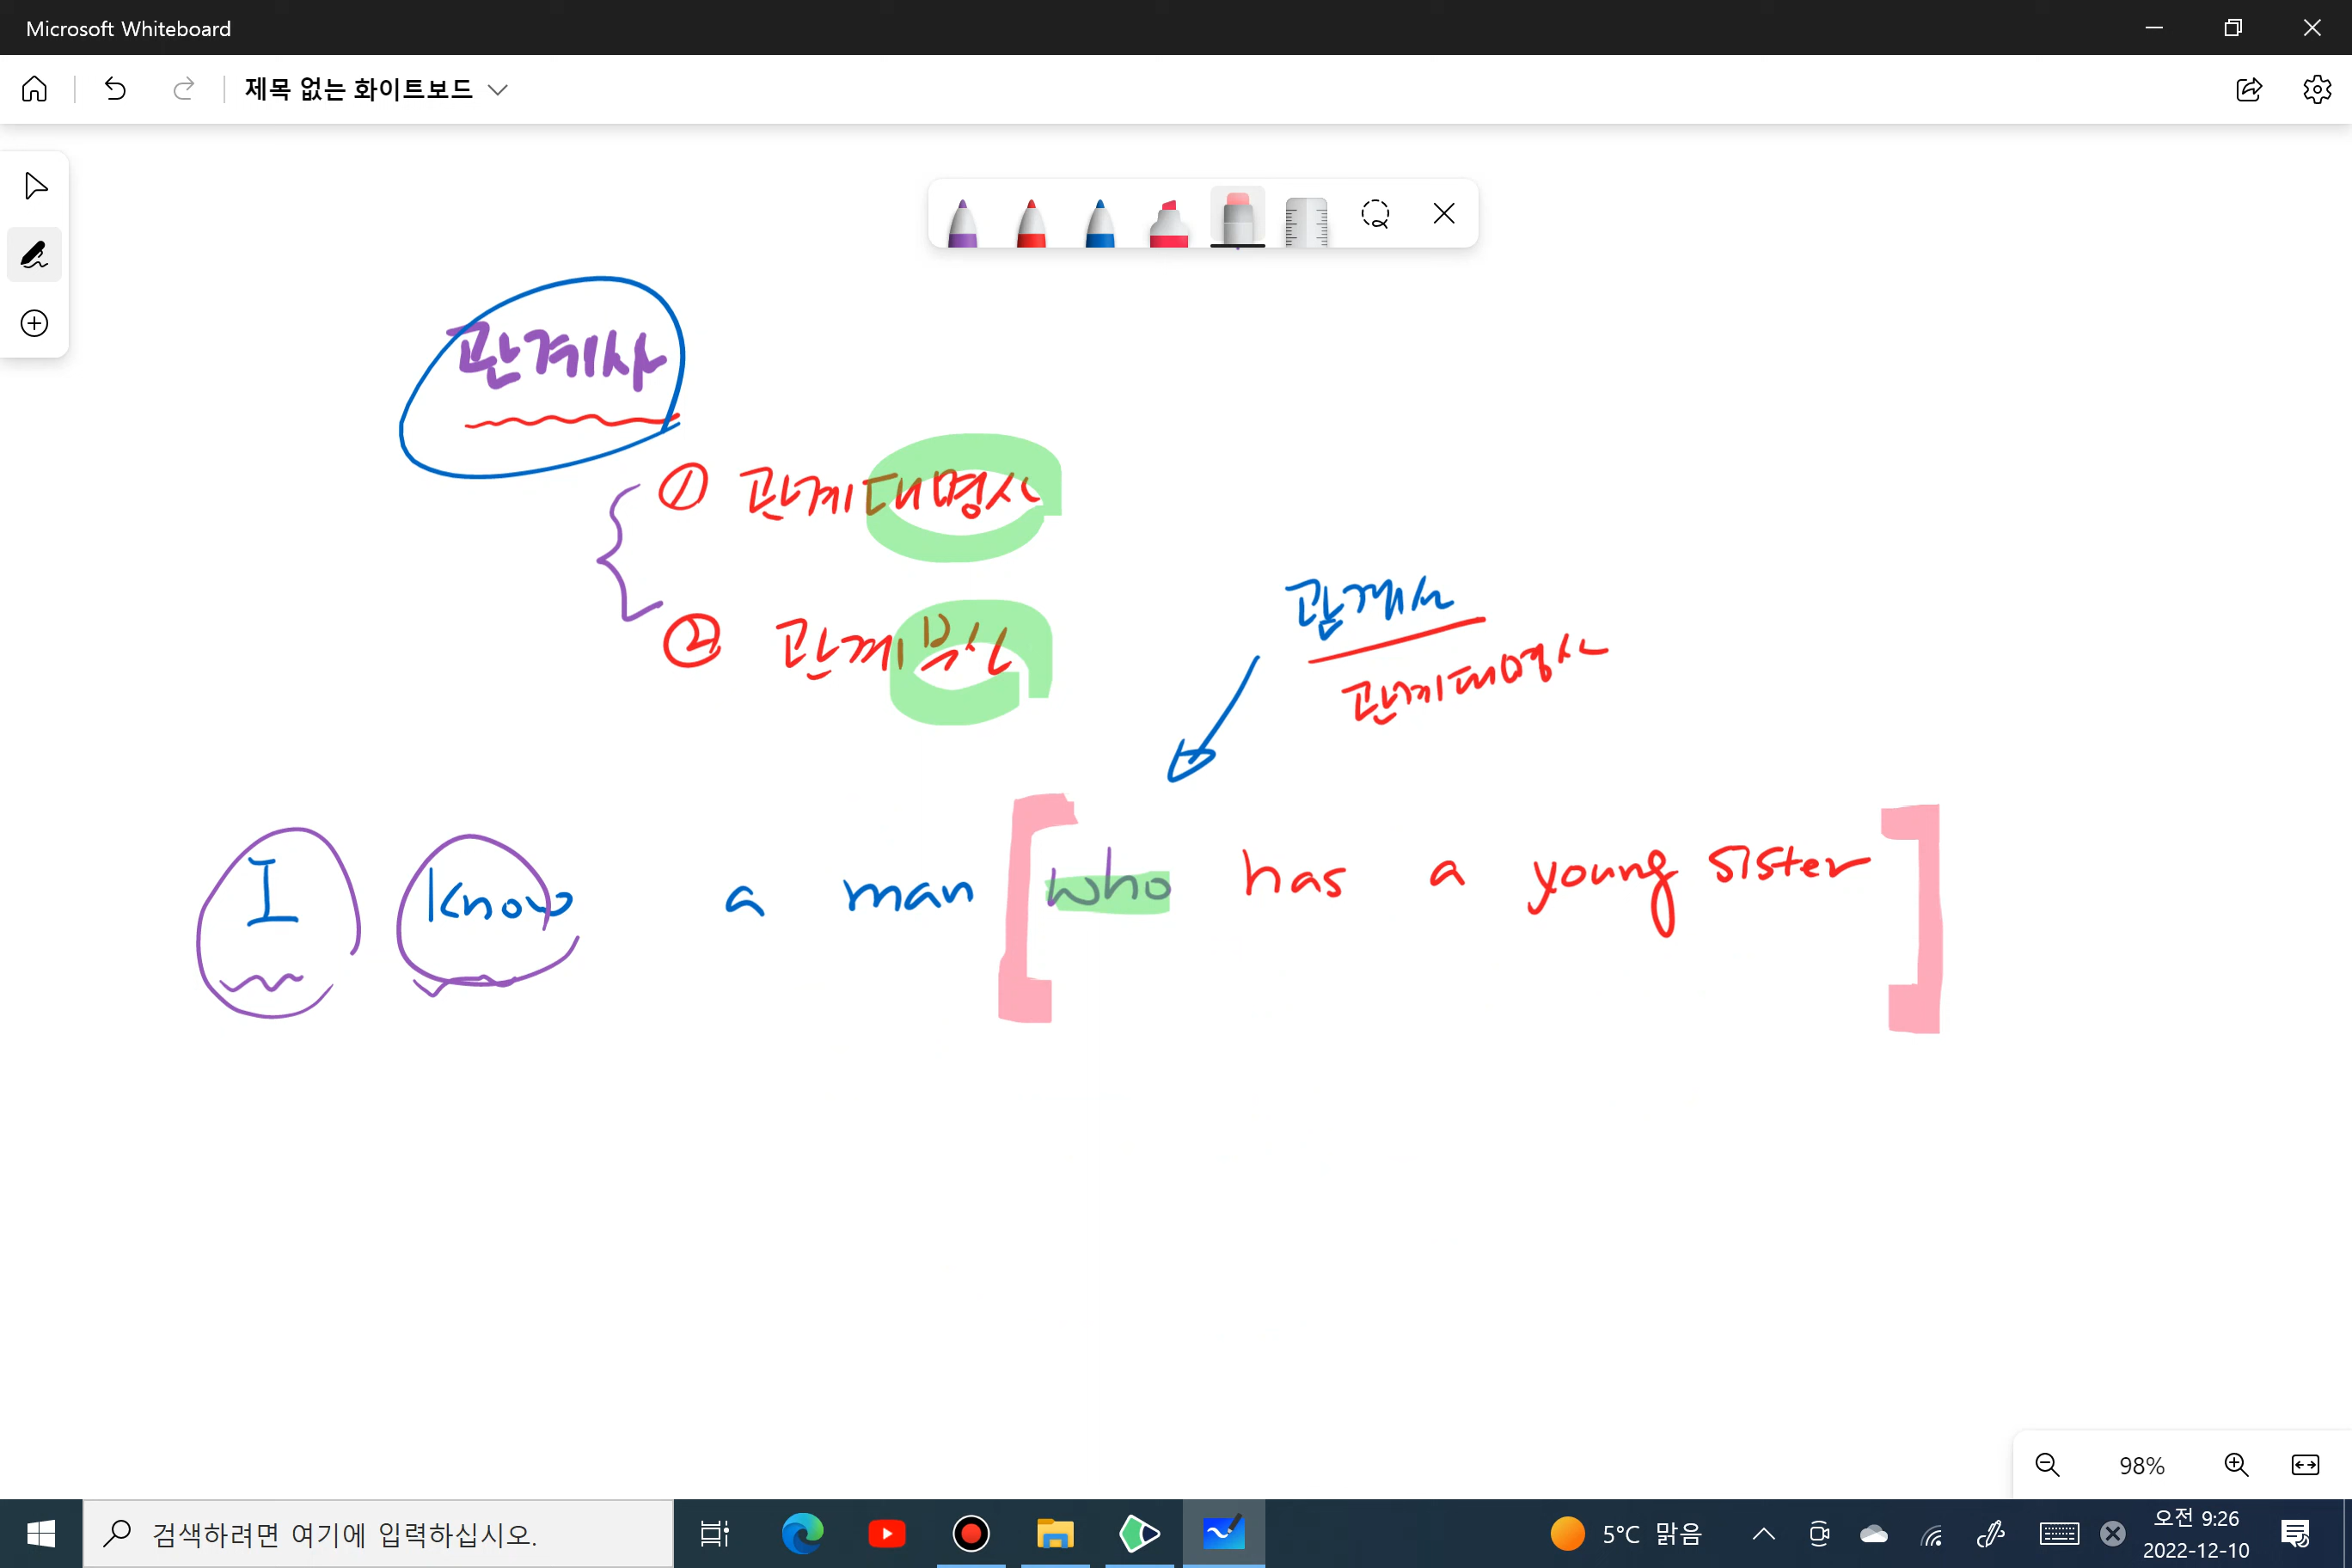 Microsoft Whiteboard
제목 없는 화이트보드
관계사
① 관계대명사
② 관계부사
관계사
관계대명사
I know a man [who has a young sister]
98%
검색하려면 여기에 입력하십시오.
5°C 맑음
오전 9:26
2022-12-10